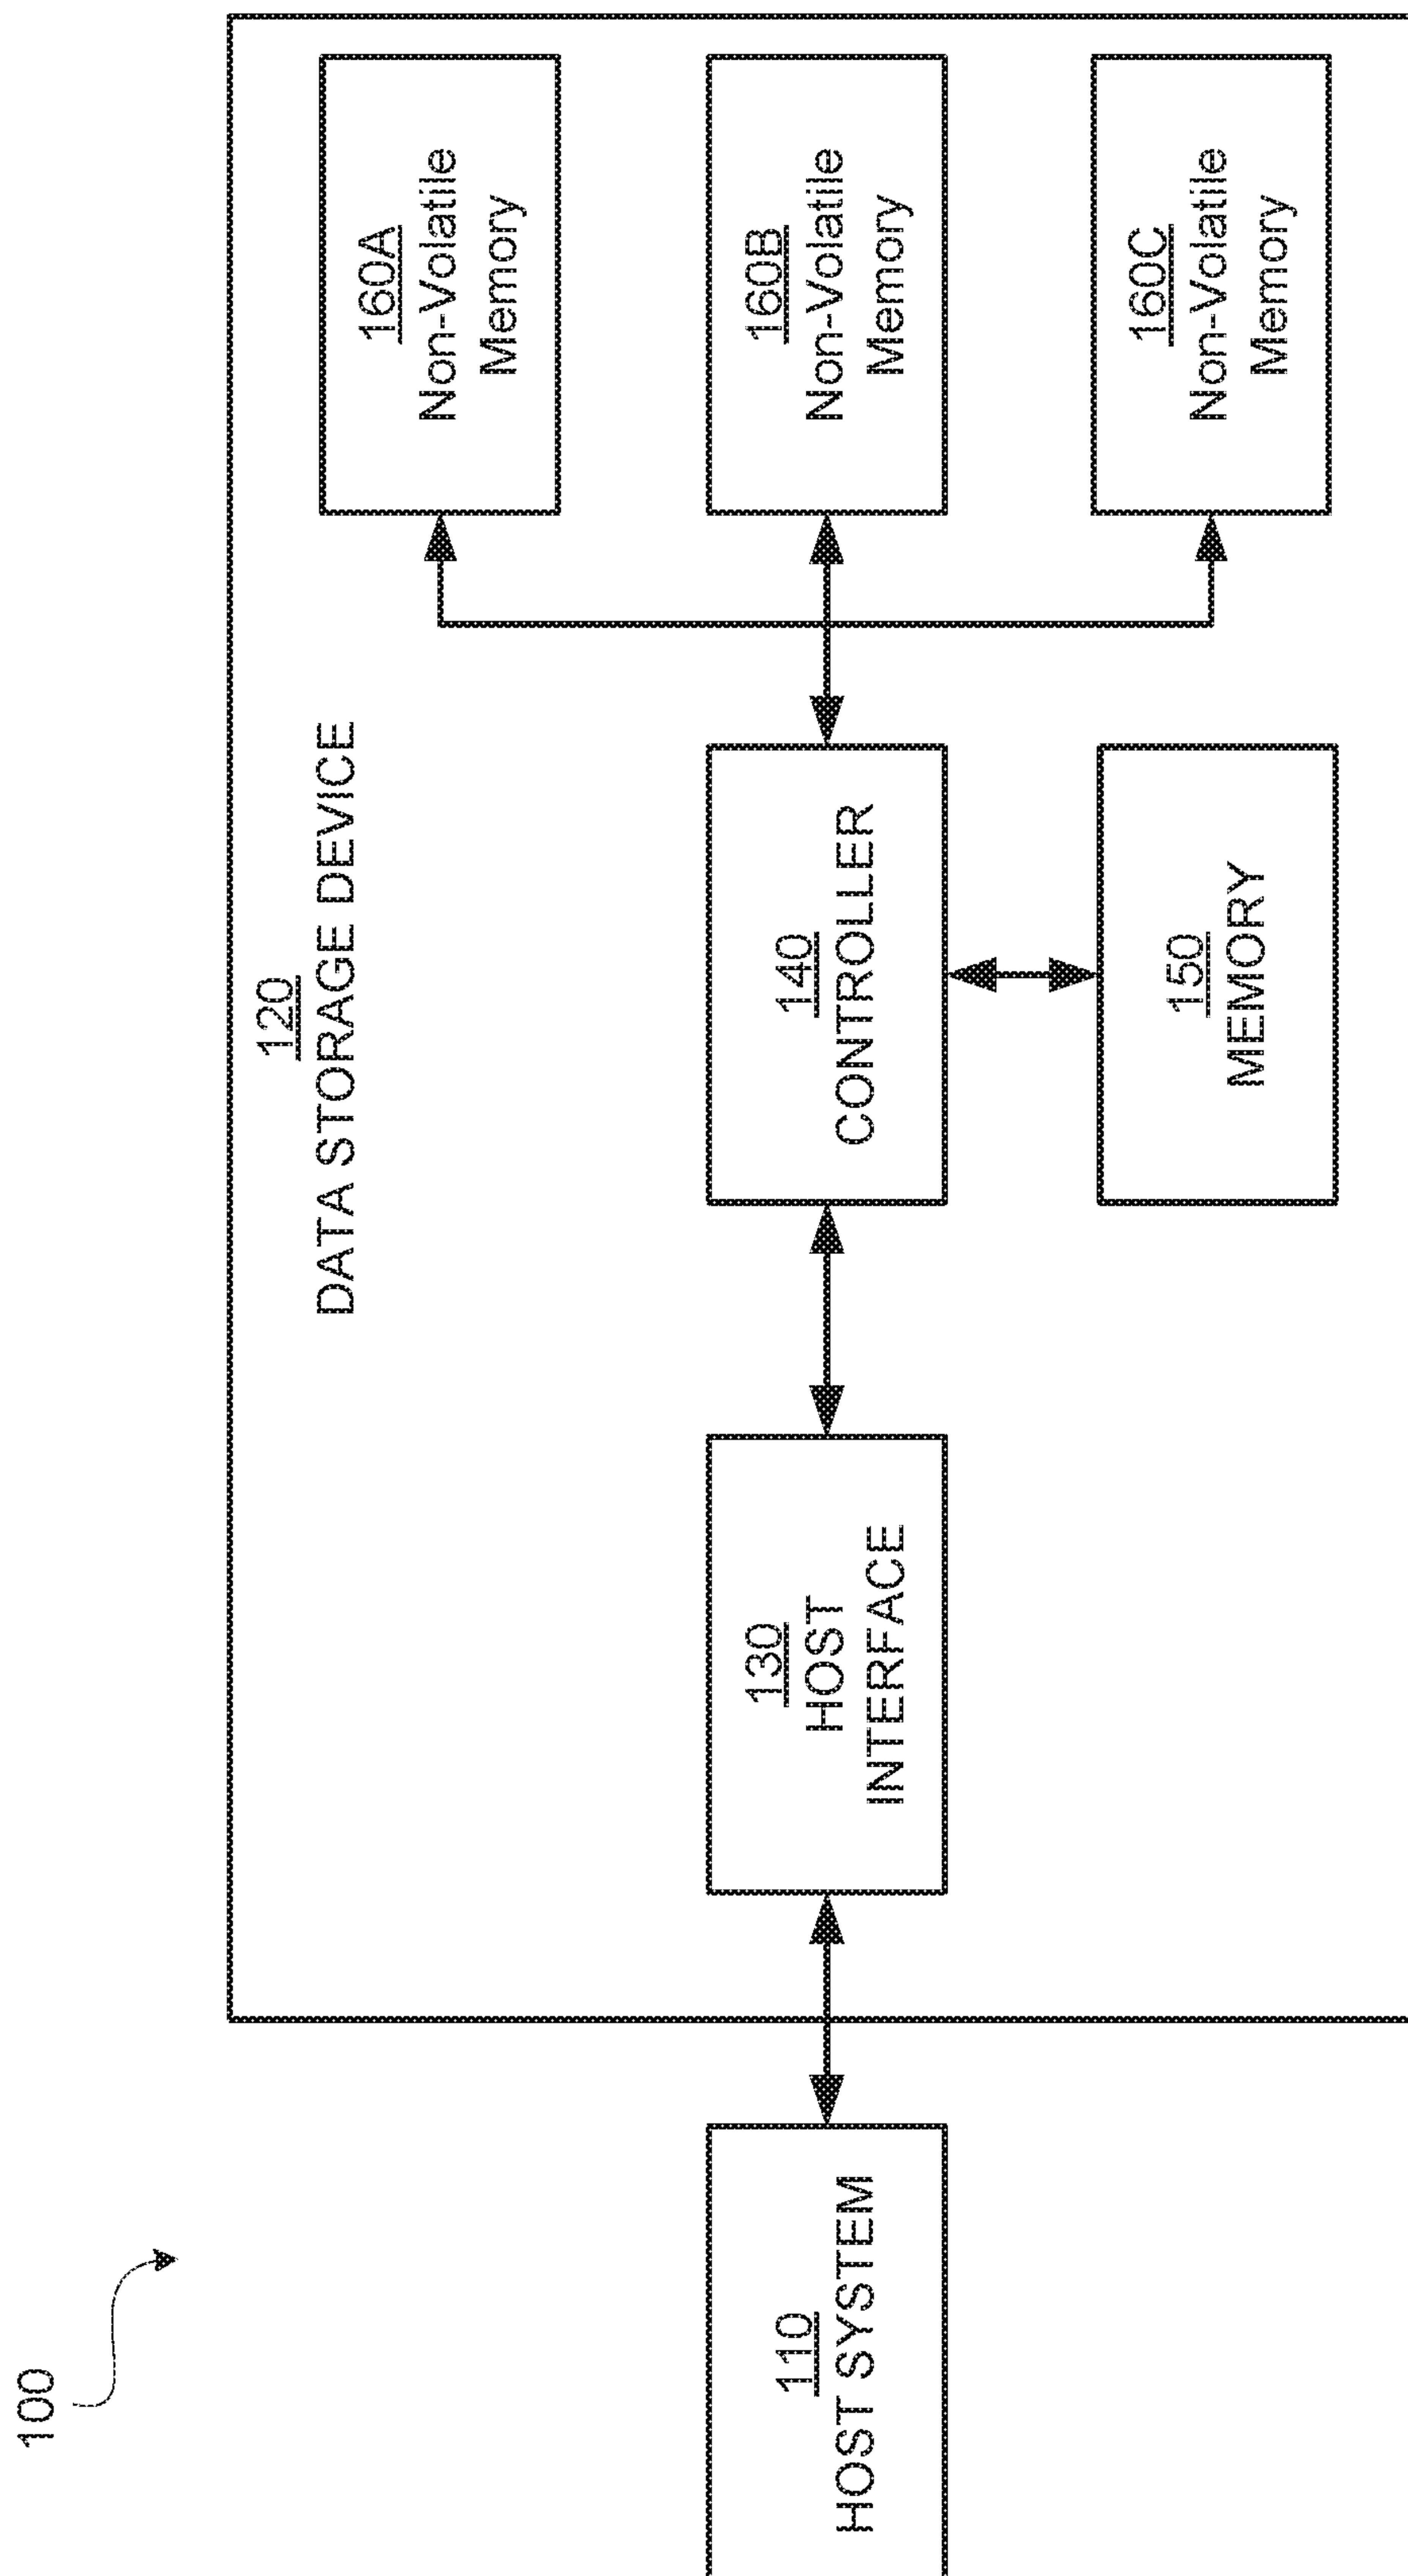 100
110
HOST SYSTEM
120
DATA STORAGE DEVICE
130
HOST
INTERFACE
140
CONTROLLER
150
MEMORY
160A
Non-Volatile
Memory
160B
Non-Volatile
Memory
160C
Non-Volatile
Memory